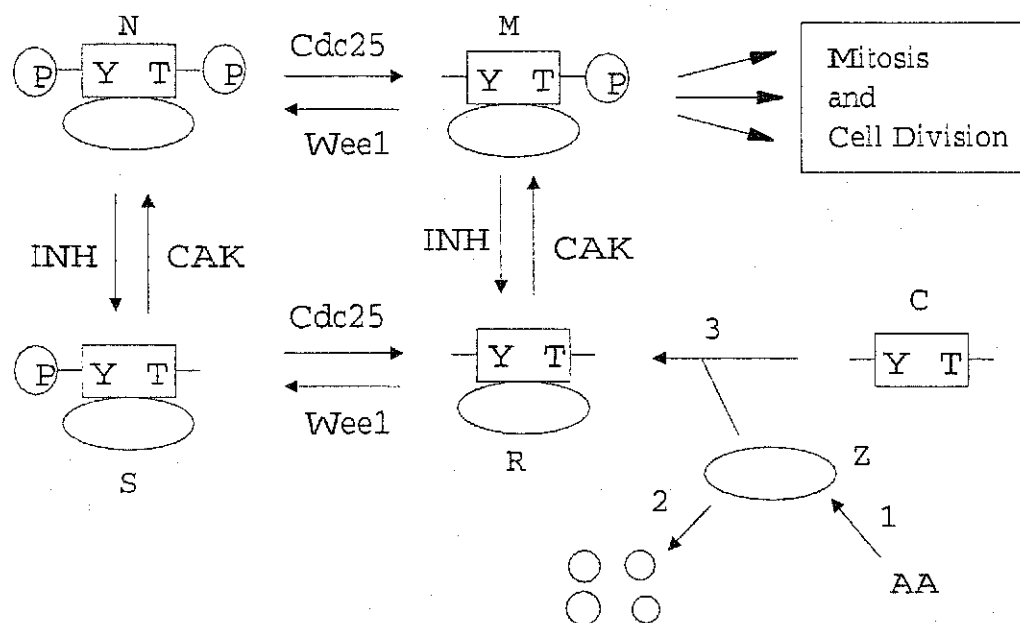 N
M
P Y T P
Cdc25
Wee1
Y T P
Mitosis
and
Cell Division
INH
CAK
INH
CAK
P Y T
S
Cdc25
Wee1
Y T
R
3
C
Y T
Z
2
1
AA